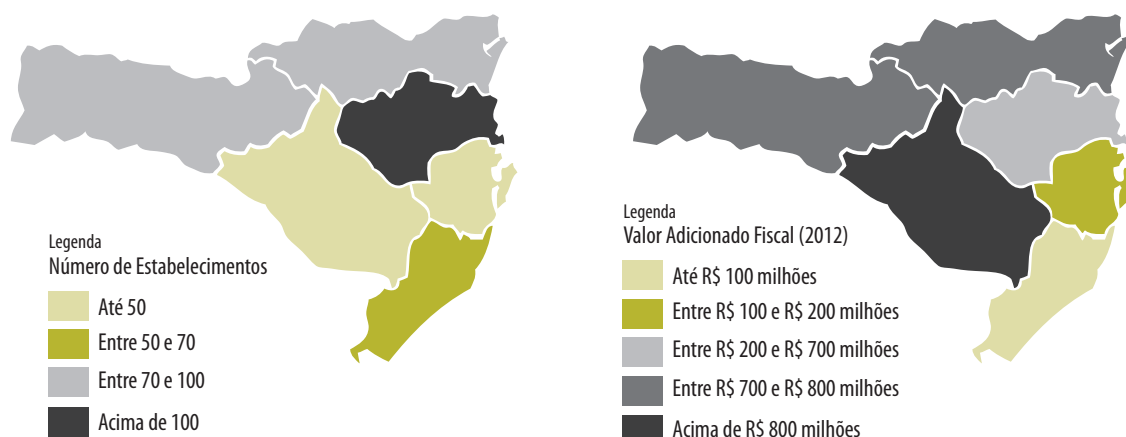 Legenda
Número de Estabelecimentos
Até 50
Entre 50 e 70
Entre 70 e 100
Acima de 100
Legenda
Valor Adicionado Fiscal (2012)
Até R$ 100 milhões
Entre R$ 100 e R$ 200 milhões
Entre R$ 200 e R$ 700 milhões
Entre R$ 700 e R$ 800 milhões
Acima de R$ 800 milhões